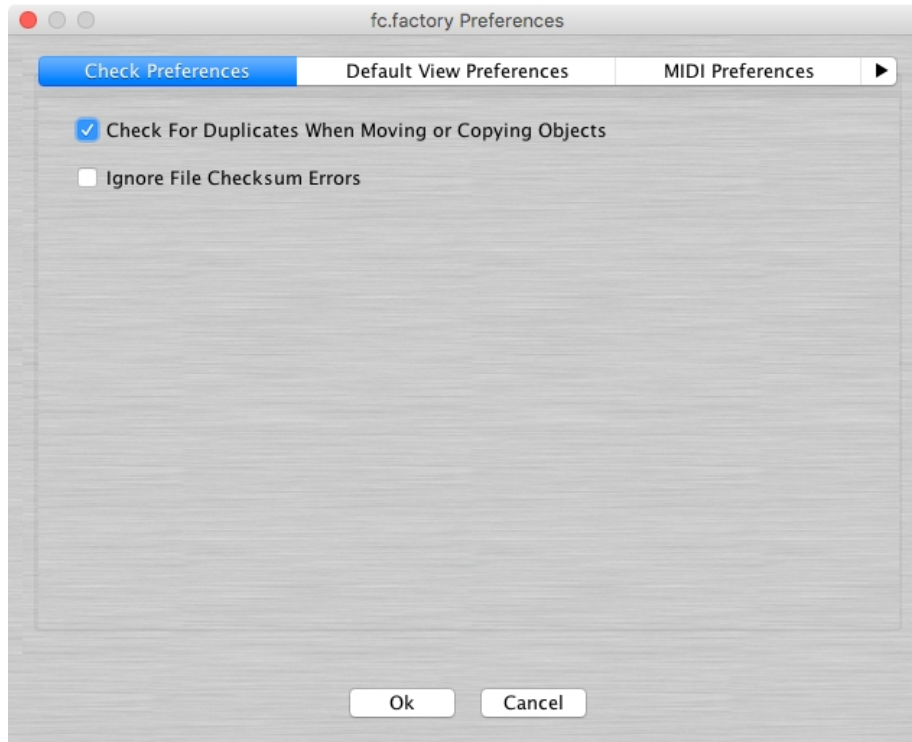 fc.factory Preferences
Check Preferences Default View Preferences MIDI Preferences
Check For Duplicates When Moving or Copying Objects
Ignore File Checksum Errors
Ok Cancel